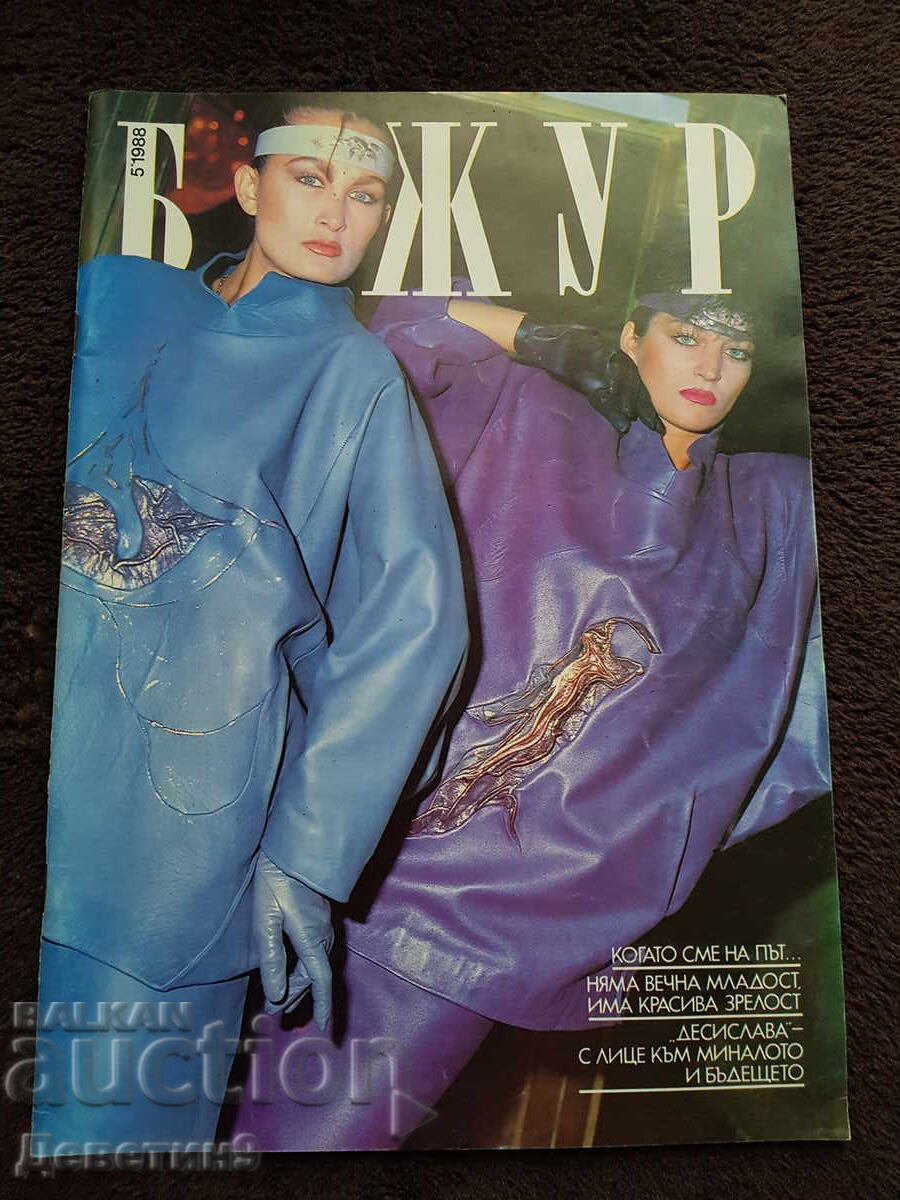 БЖУР
5'1988
КОГАТО СМЕ НА ПЪТ...
НЯМА ВЕЧНА МЛАДОСТ,
ИМА КРАСИВА ЗРЕЛОСТ
„ДЕСИСЛАВА“–
С ЛИЦЕ КЪМ МИНАЛОТО
И БЪДЕЩЕТО
BALKAN
auction
Деветин9